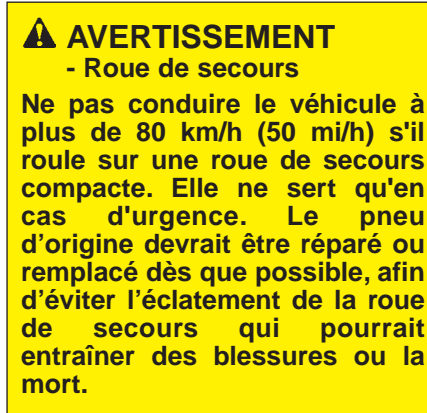 AVERTISSEMENT
- Roue de secours
Ne pas conduire le véhicule à
plus de 80 km/h (50 mi/h) s'il
roule sur une roue de secours
compacte. Elle ne sert qu'en
cas d'urgence. Le pneu
d’origine devrait être réparé ou
remplacé dès que possible, afin
d’éviter l’éclatement de la roue
de secours qui pourrait
entraîner des blessures ou la
mort.